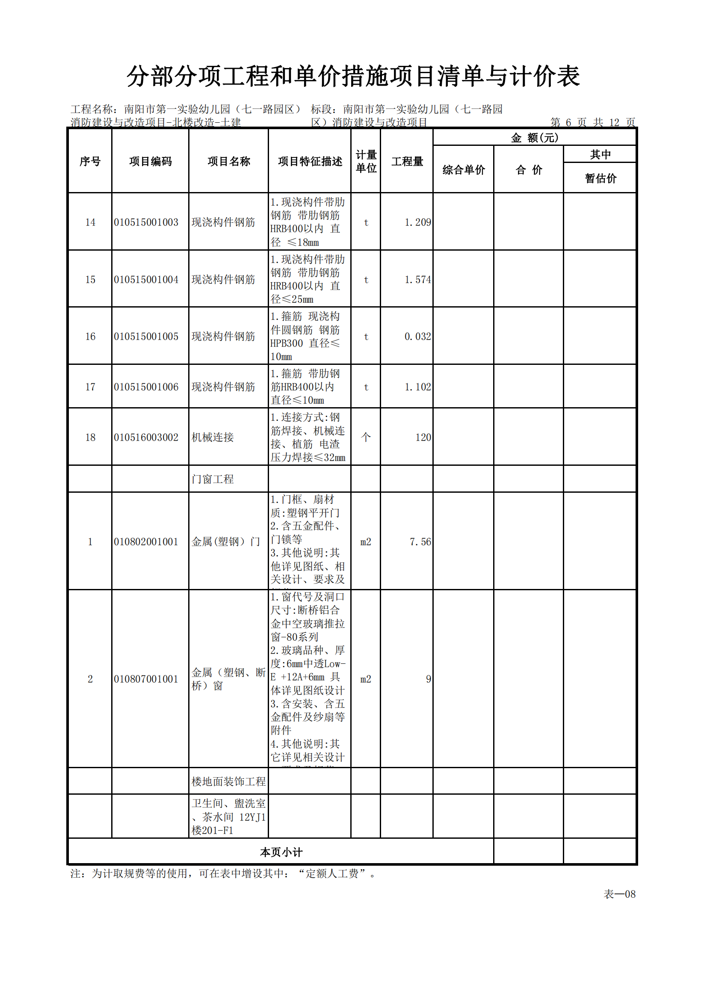 分部分项工程和单价措施项目清单与计价表
工程名称：南阳市第一实验幼儿园（七一路园区）
消防建设与改造项目-北楼改造-土建
标段：南阳市第一实验幼儿园（七一路园
区）消防建设与改造项目
第 6 页 共 12 页
序号
项目编码
项目名称
项目特征描述
计量
单位
工程量
金 额(元)
综合单价
合 价
其中
暂估价
14
010515001003
现浇构件钢筋
1.现浇构件带肋
钢筋 带肋钢筋
HRB400以内 直
径 ≤18mm
t
1.209
15
010515001004
现浇构件钢筋
1.现浇构件带肋
钢筋 带肋钢筋
HRB400以内 直
径≤25mm
t
1.574
16
010515001005
现浇构件钢筋
1.箍筋 现浇构
件圆钢筋 钢筋
HPB300 直径≤
10mm
t
0.032
17
010515001006
现浇构件钢筋
1.箍筋 带肋钢
筋HRB400以内
直径≤10mm
t
1.102
18
010516003002
机械连接
1.连接方式:钢
筋焊接、机械连
接、植筋 电渣
压力焊接≤32mm
个
120
门窗工程
1
010802001001
金属(塑钢）门
1.门框、扇材
质:塑钢平开门
2.含五金配件、
门锁等
3.其他说明:其
他详见图纸、相
关设计、要求及
m2
7.56
2
010807001001
金属（塑钢、断
桥）窗
1.窗代号及洞口
尺寸:断桥铝合
金中空玻璃推拉
窗-80系列
2.玻璃品种、厚
度:6mm中透Low-
E +12A+6mm 具
体详见图纸设计
3.含安装、含五
金配件及纱扇等
附件
4.其他说明:其
它详见相关设计
m2
9
楼地面装饰工程
卫生间、盥洗室
、茶水间 12YJ1
楼201-F1
本页小计
注：为计取规费等的使用，可在表中增设其中：“定额人工费”。
表—08